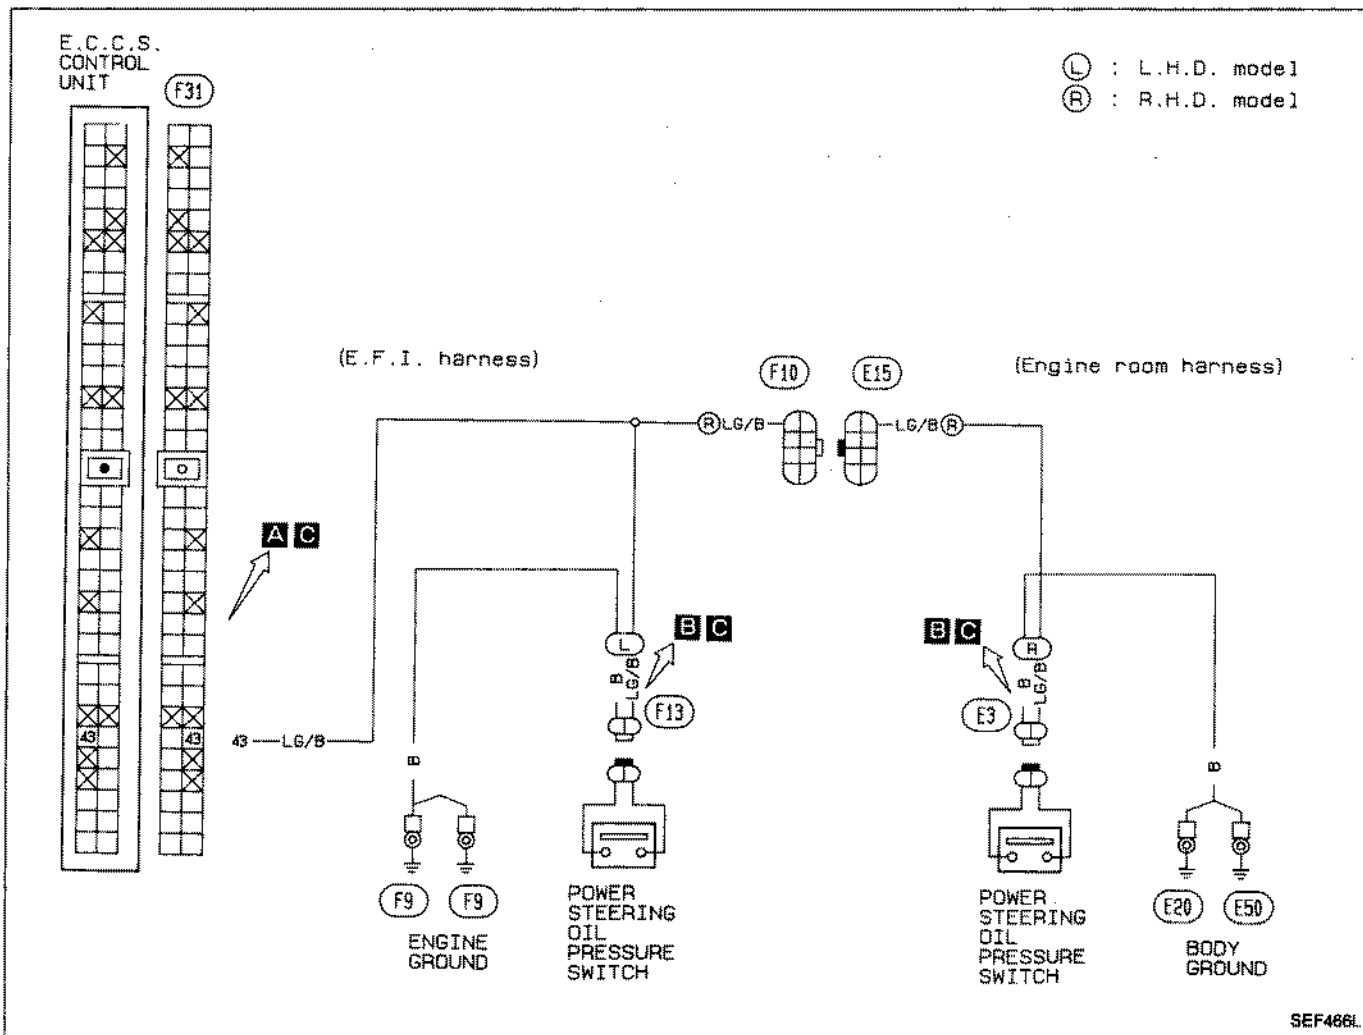 E.C.C.S.
CONTROL
UNIT
F31
L : L.H.D. model
R : R.H.D. model
(E.F.I. harness)
F10
E15
(Engine room harness)
R LG/B
LG/B R
A C
L
B C
B
LG/B
F13
B C
R
B
LG/B
E3
43
43
43 LG/B
B
B
F9
F9
ENGINE
GROUND
POWER
STEERING
OIL
PRESSURE
SWITCH
POWER
STEERING
OIL
PRESSURE
SWITCH
E20
E50
BODY
GROUND
SEF466L